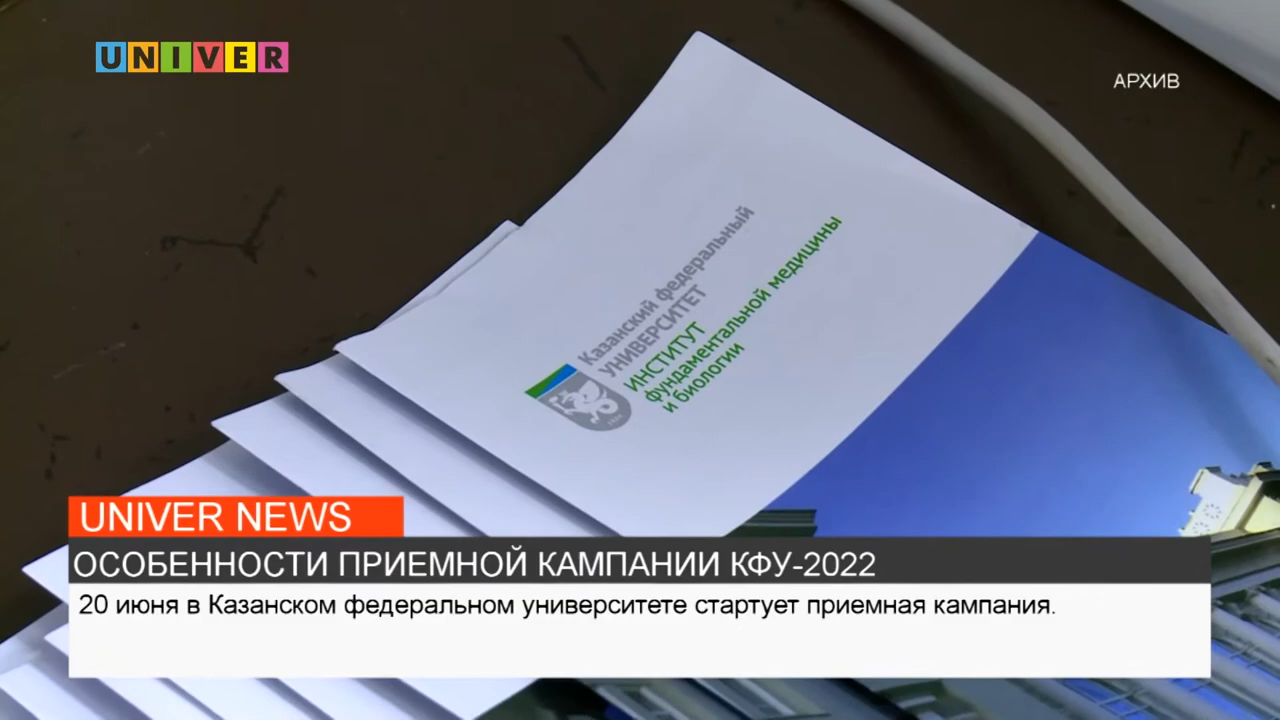 UNIVER
АРХИВ
Казанский федеральный
УНИВЕРСИТЕТ
ИНСТИТУТ
фундаментальной медицины
и биологии
UNIVER NEWS
ОСОБЕННОСТИ ПРИЕМНОЙ КАМПАНИИ КФУ-2022
20 июня в Казанском федеральном университете стартует приемная кампания.